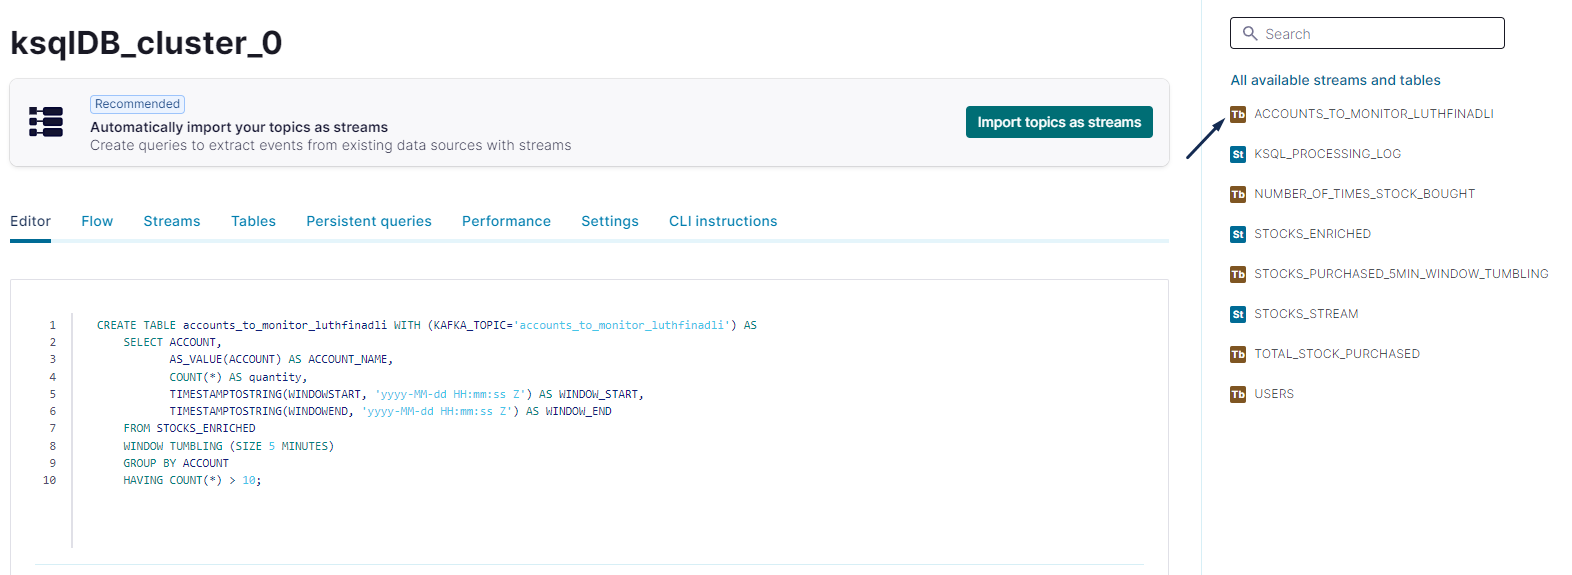 ksqlDB_cluster_0
Recommended
Automatically import your topics as streams
Create queries to extract events from existing data sources with streams
Import topics as streams
Editor Flow Streams Tables Persistent queries Performance Settings CLI instructions
1 CREATE TABLE accounts_to_monitor_luthfinadli WITH (KAFKA_TOPIC='accounts_to_monitor_luthfinadli') AS
2 SELECT ACCOUNT,
3 AS_VALUE(ACCOUNT) AS ACCOUNT_NAME,
4 COUNT(*) AS quantity,
5 TIMESTAMPTOSTRING(WINDOWSTART, 'yyyy-MM-dd HH:mm:ss Z') AS WINDOW_START,
6 TIMESTAMPTOSTRING(WINDOWEND, 'yyyy-MM-dd HH:mm:ss Z') AS WINDOW_END
7 FROM STOCKS_ENRICHED
8 WINDOW TUMBLING (SIZE 5 MINUTES)
9 GROUP BY ACCOUNT
10 HAVING COUNT(*) > 10;
Search
All available streams and tables
Tb ACCOUNTS_TO_MONITOR_LUTHFINADLI
St KSQL_PROCESSING_LOG
Tb NUMBER_OF_TIMES_STOCK_BOUGHT
St STOCKS_ENRICHED
Tb STOCKS_PURCHASED_5MIN_WINDOW_TUMBLING
St STOCKS_STREAM
Tb TOTAL_STOCK_PURCHASED
Tb USERS